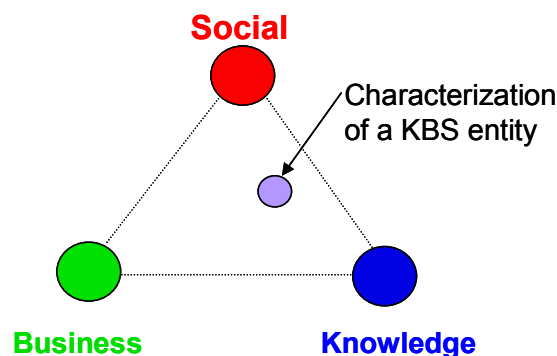 Social
Characterization
of a KBS entity
Business
Knowledge